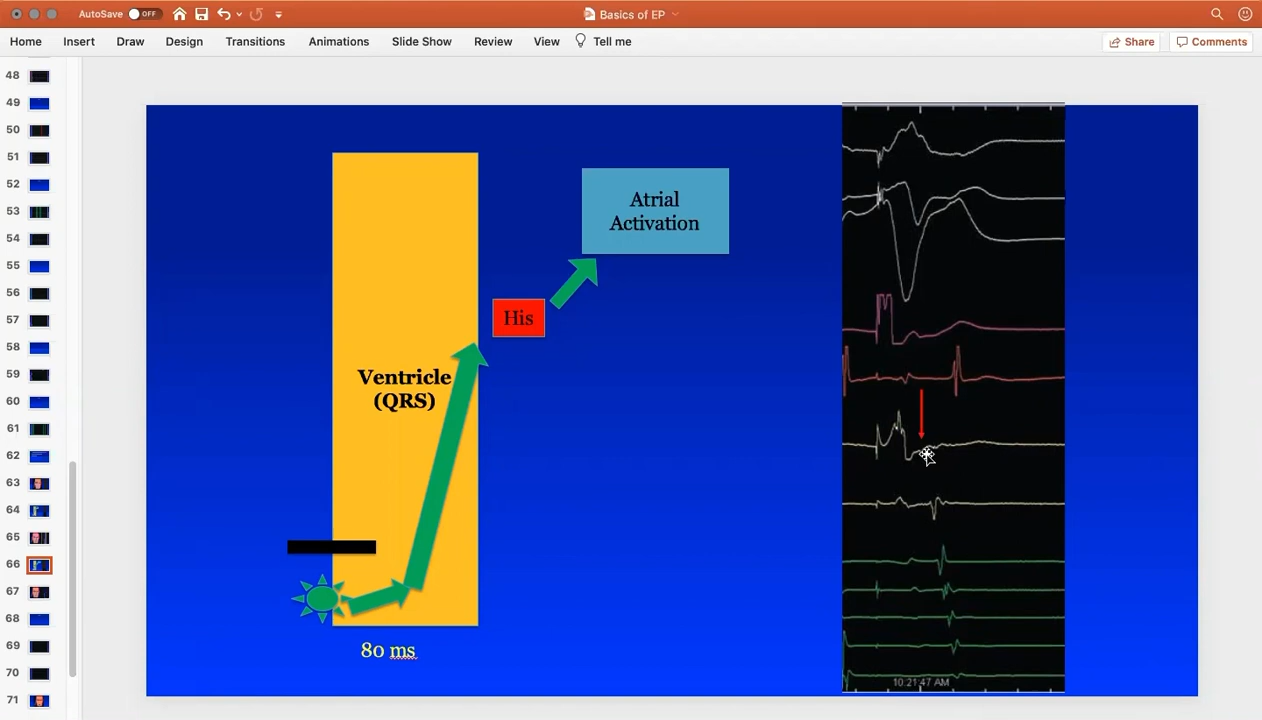 AutoSave OFF
Basics of EP
Home Insert Draw Design Transitions Animations Slide Show Review View Tell me
Share Comments
48
49
50
51
52
53
54
55
56
57
58
59
60
61
62
63
64
65
66
67
68
69
70
71
Atrial
Activation
His
Ventricle
(QRS)
80 ms
10:21:47 AM